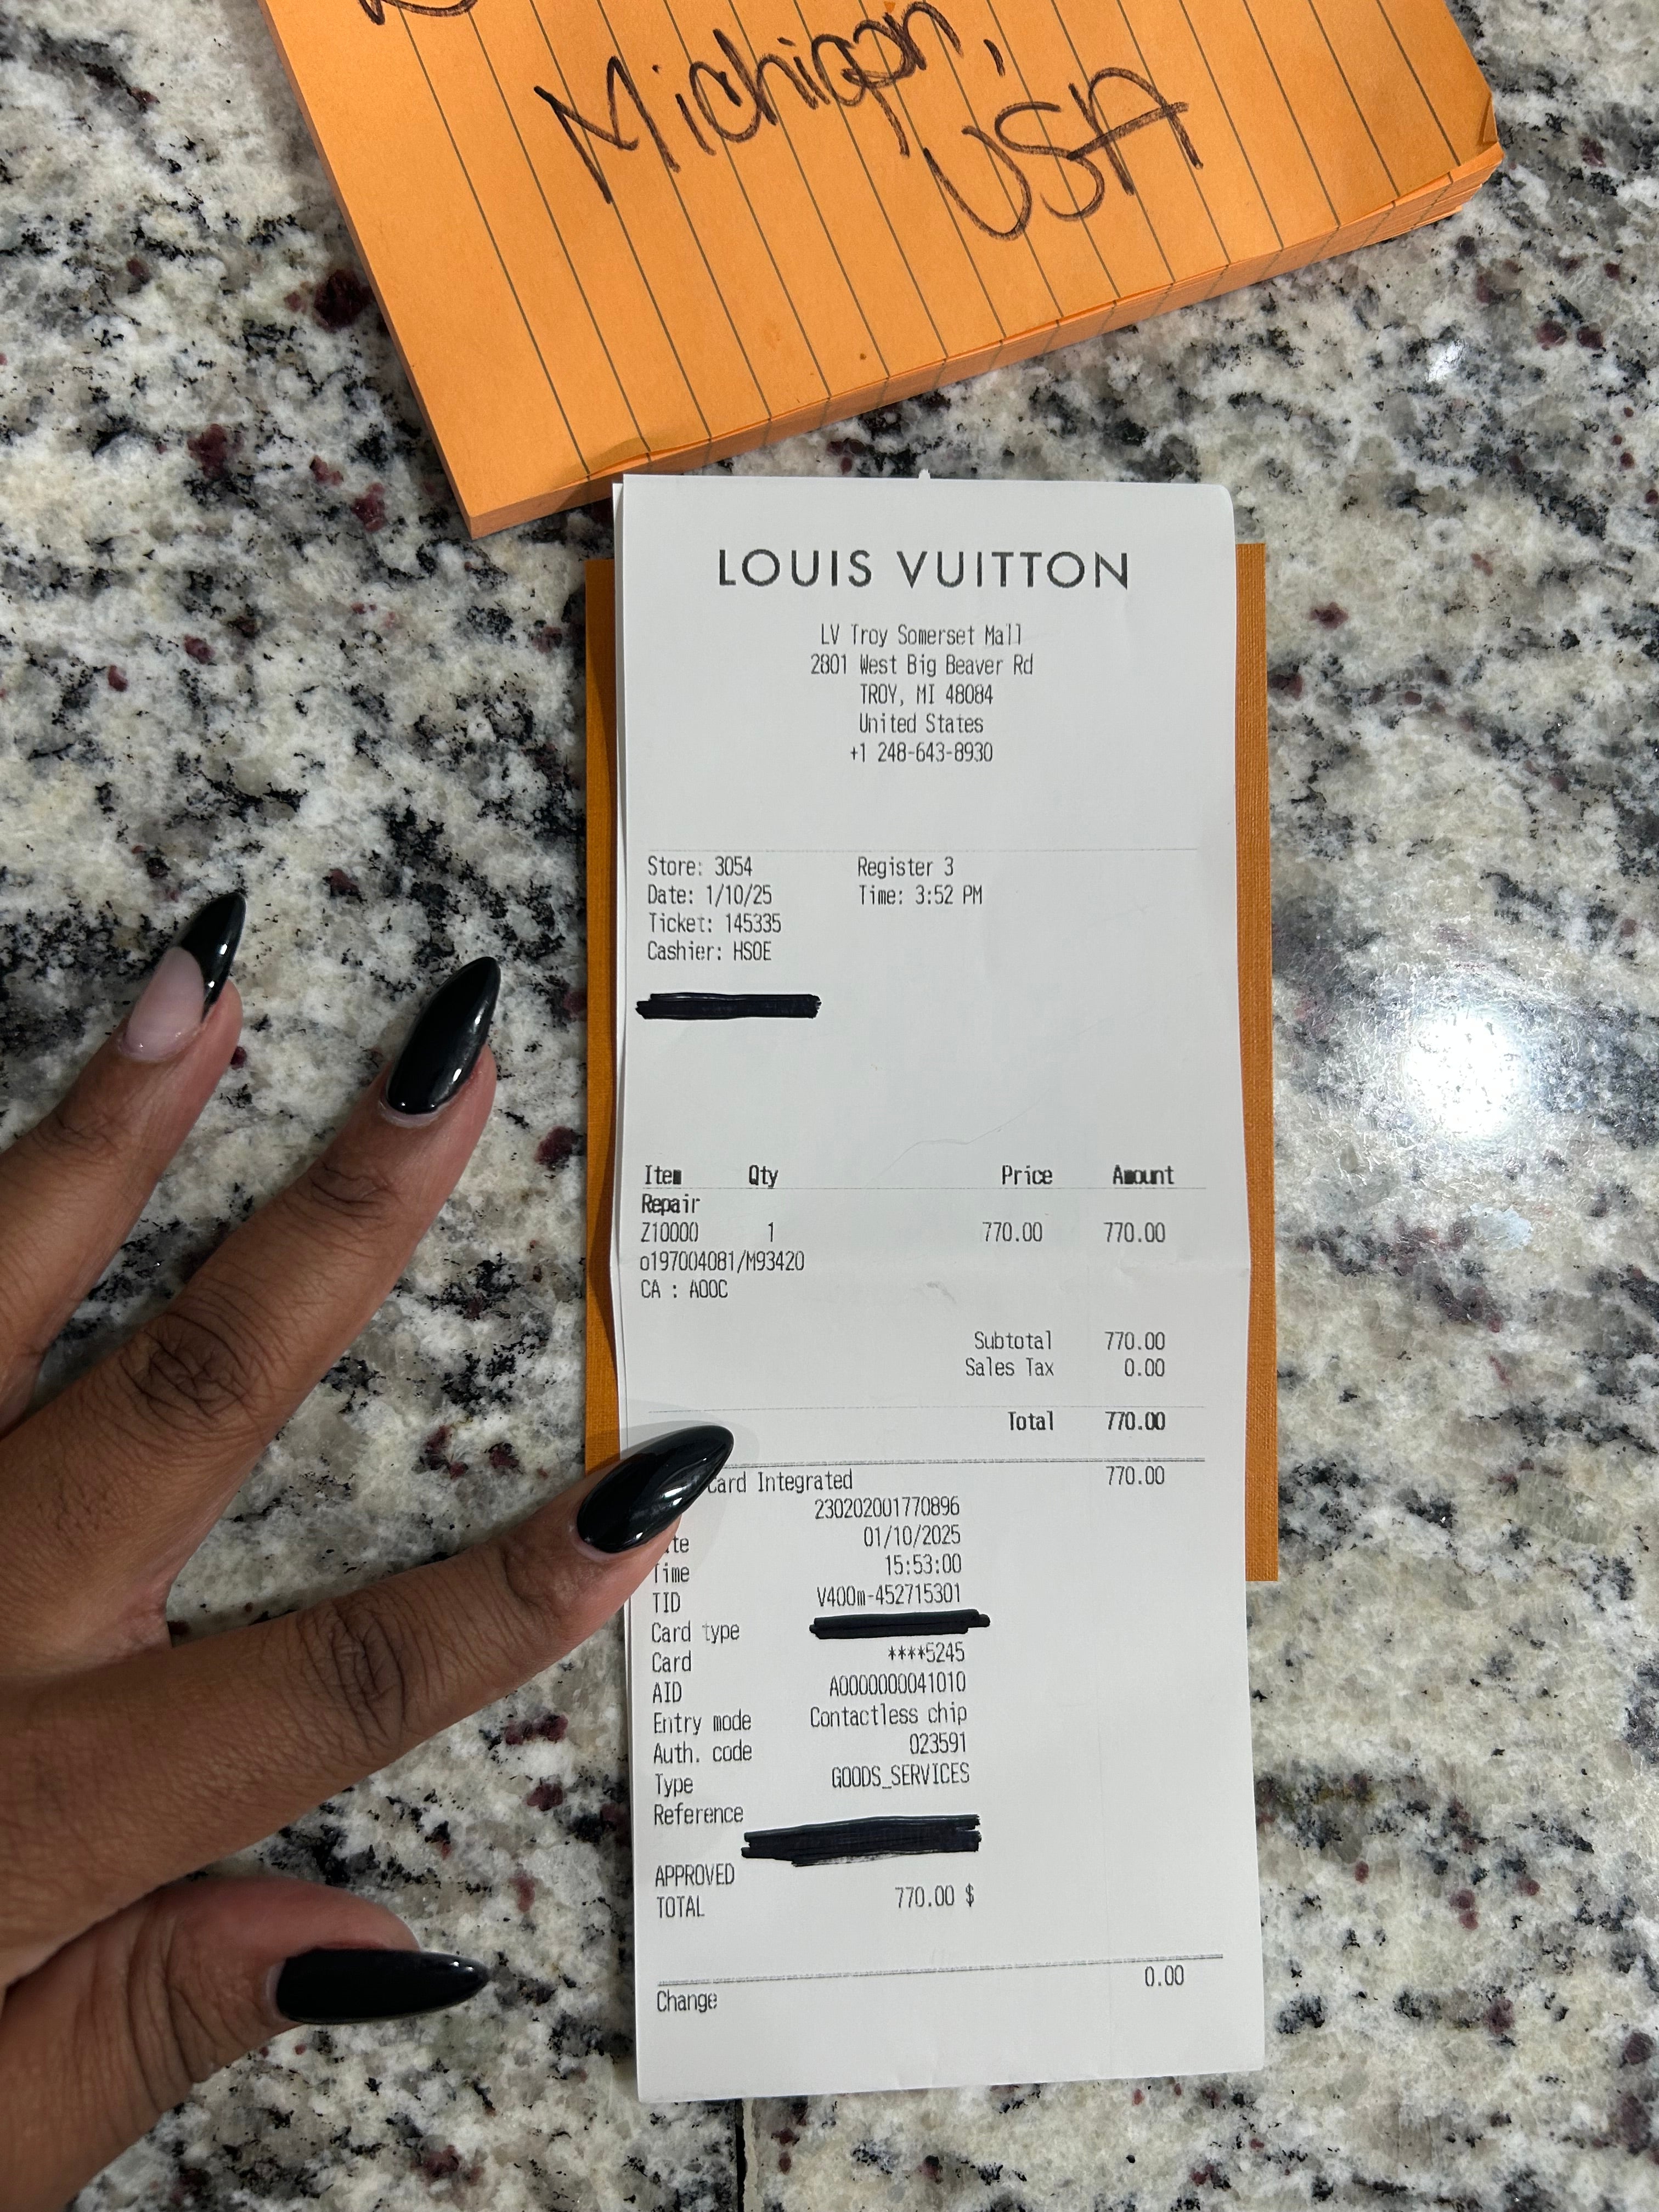 Michigan,
USA
LOUIS VUITTON
LV Troy Somerset Mall
2801 West Big Beaver Rd
TROY, MI 48084
United States
+1 248-643-8930
Store: 3054 Register 3
Date: 1/10/25 Time: 3:52 PM
Ticket: 145335
Cashier: HSOE
Item Qty Price Amount
Repair
Z10000 1 770.00 770.00
o197004081/M93420
CA : A00C
Subtotal 770.00
Sales Tax 0.00
Total 770.00
Card Integrated 770.00
230202001770896
01/10/2025
Time 15:53:00
TID V400m-452715301
Card type
Card ****5245
AID A0000000041010
Entry mode Contactless chip
Auth. code 023591
Type GOODS_SERVICES
Reference
APPROVED
TOTAL 770.00 $
0.00
Change